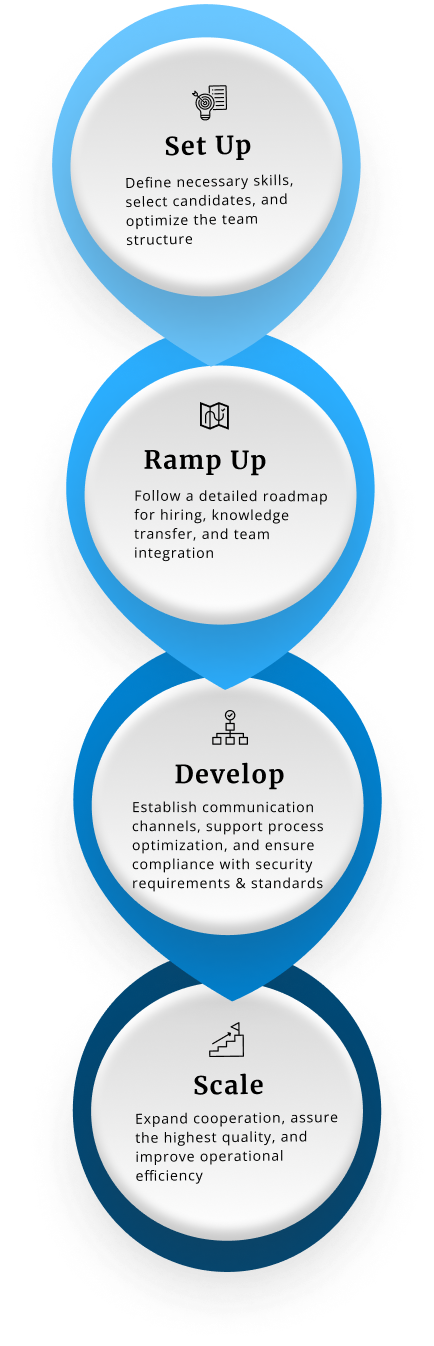 Set Up
Define necessary skills,
select candidates, and
optimize the team
structure
Ramp Up
Follow a detailed roadmap
for hiring, knowledge
transfer, and team
integration
Develop
Establish communication
channels, support process
optimization, and ensure
compliance with security
requirements & standards
Scale
Expand cooperation, assure
the highest quality, and
improve operational
efficiency